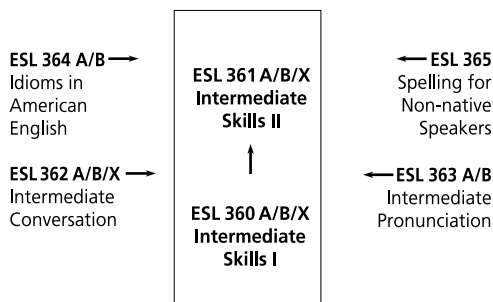 ESL 364 A/B
Idioms in
American
English
ESL 362 A/B/X
Intermediate
Conversation
ESL 361 A/B/X
Intermediate
Skills II
ESL 360 A/B/X
Intermediate
Skills I
ESL 365
Spelling for
Non-native
Speakers
ESL 363 A/B
Intermediate
Pronunciation